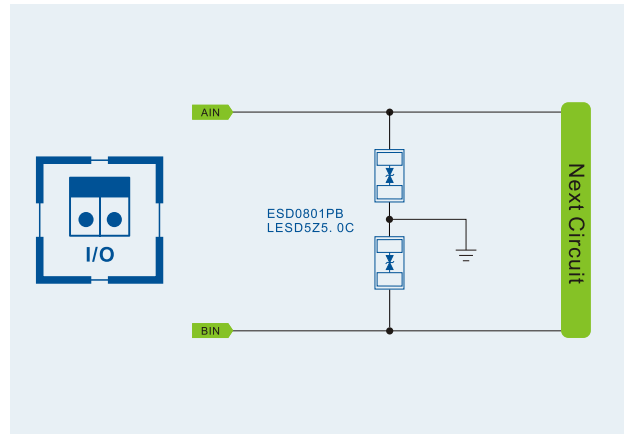 AIN
ESD0801PB
LESD5Z5. 0C
I/O
BIN
Next Circuit